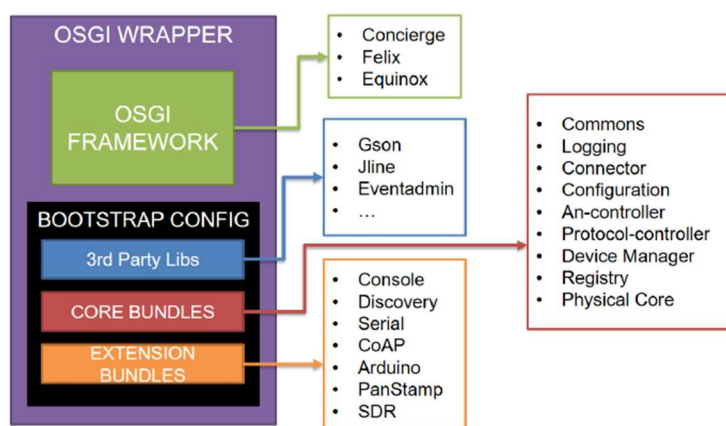 OSGI WRAPPER
OSGI
FRAMEWORK
BOOTSTRAP CONFIG
3rd Party Libs
CORE BUNDLES
EXTENSION
BUNDLES
• Concierge
• Felix
• Equinox
• Gson
• Jline
• Eventadmin
• ...
• Console
• Discovery
• Serial
• CoAP
• Arduino
• PanStamp
• SDR
• Commons
• Logging
• Connector
• Configuration
• An-controller
• Protocol-controller
• Device Manager
• Registry
• Physical Core